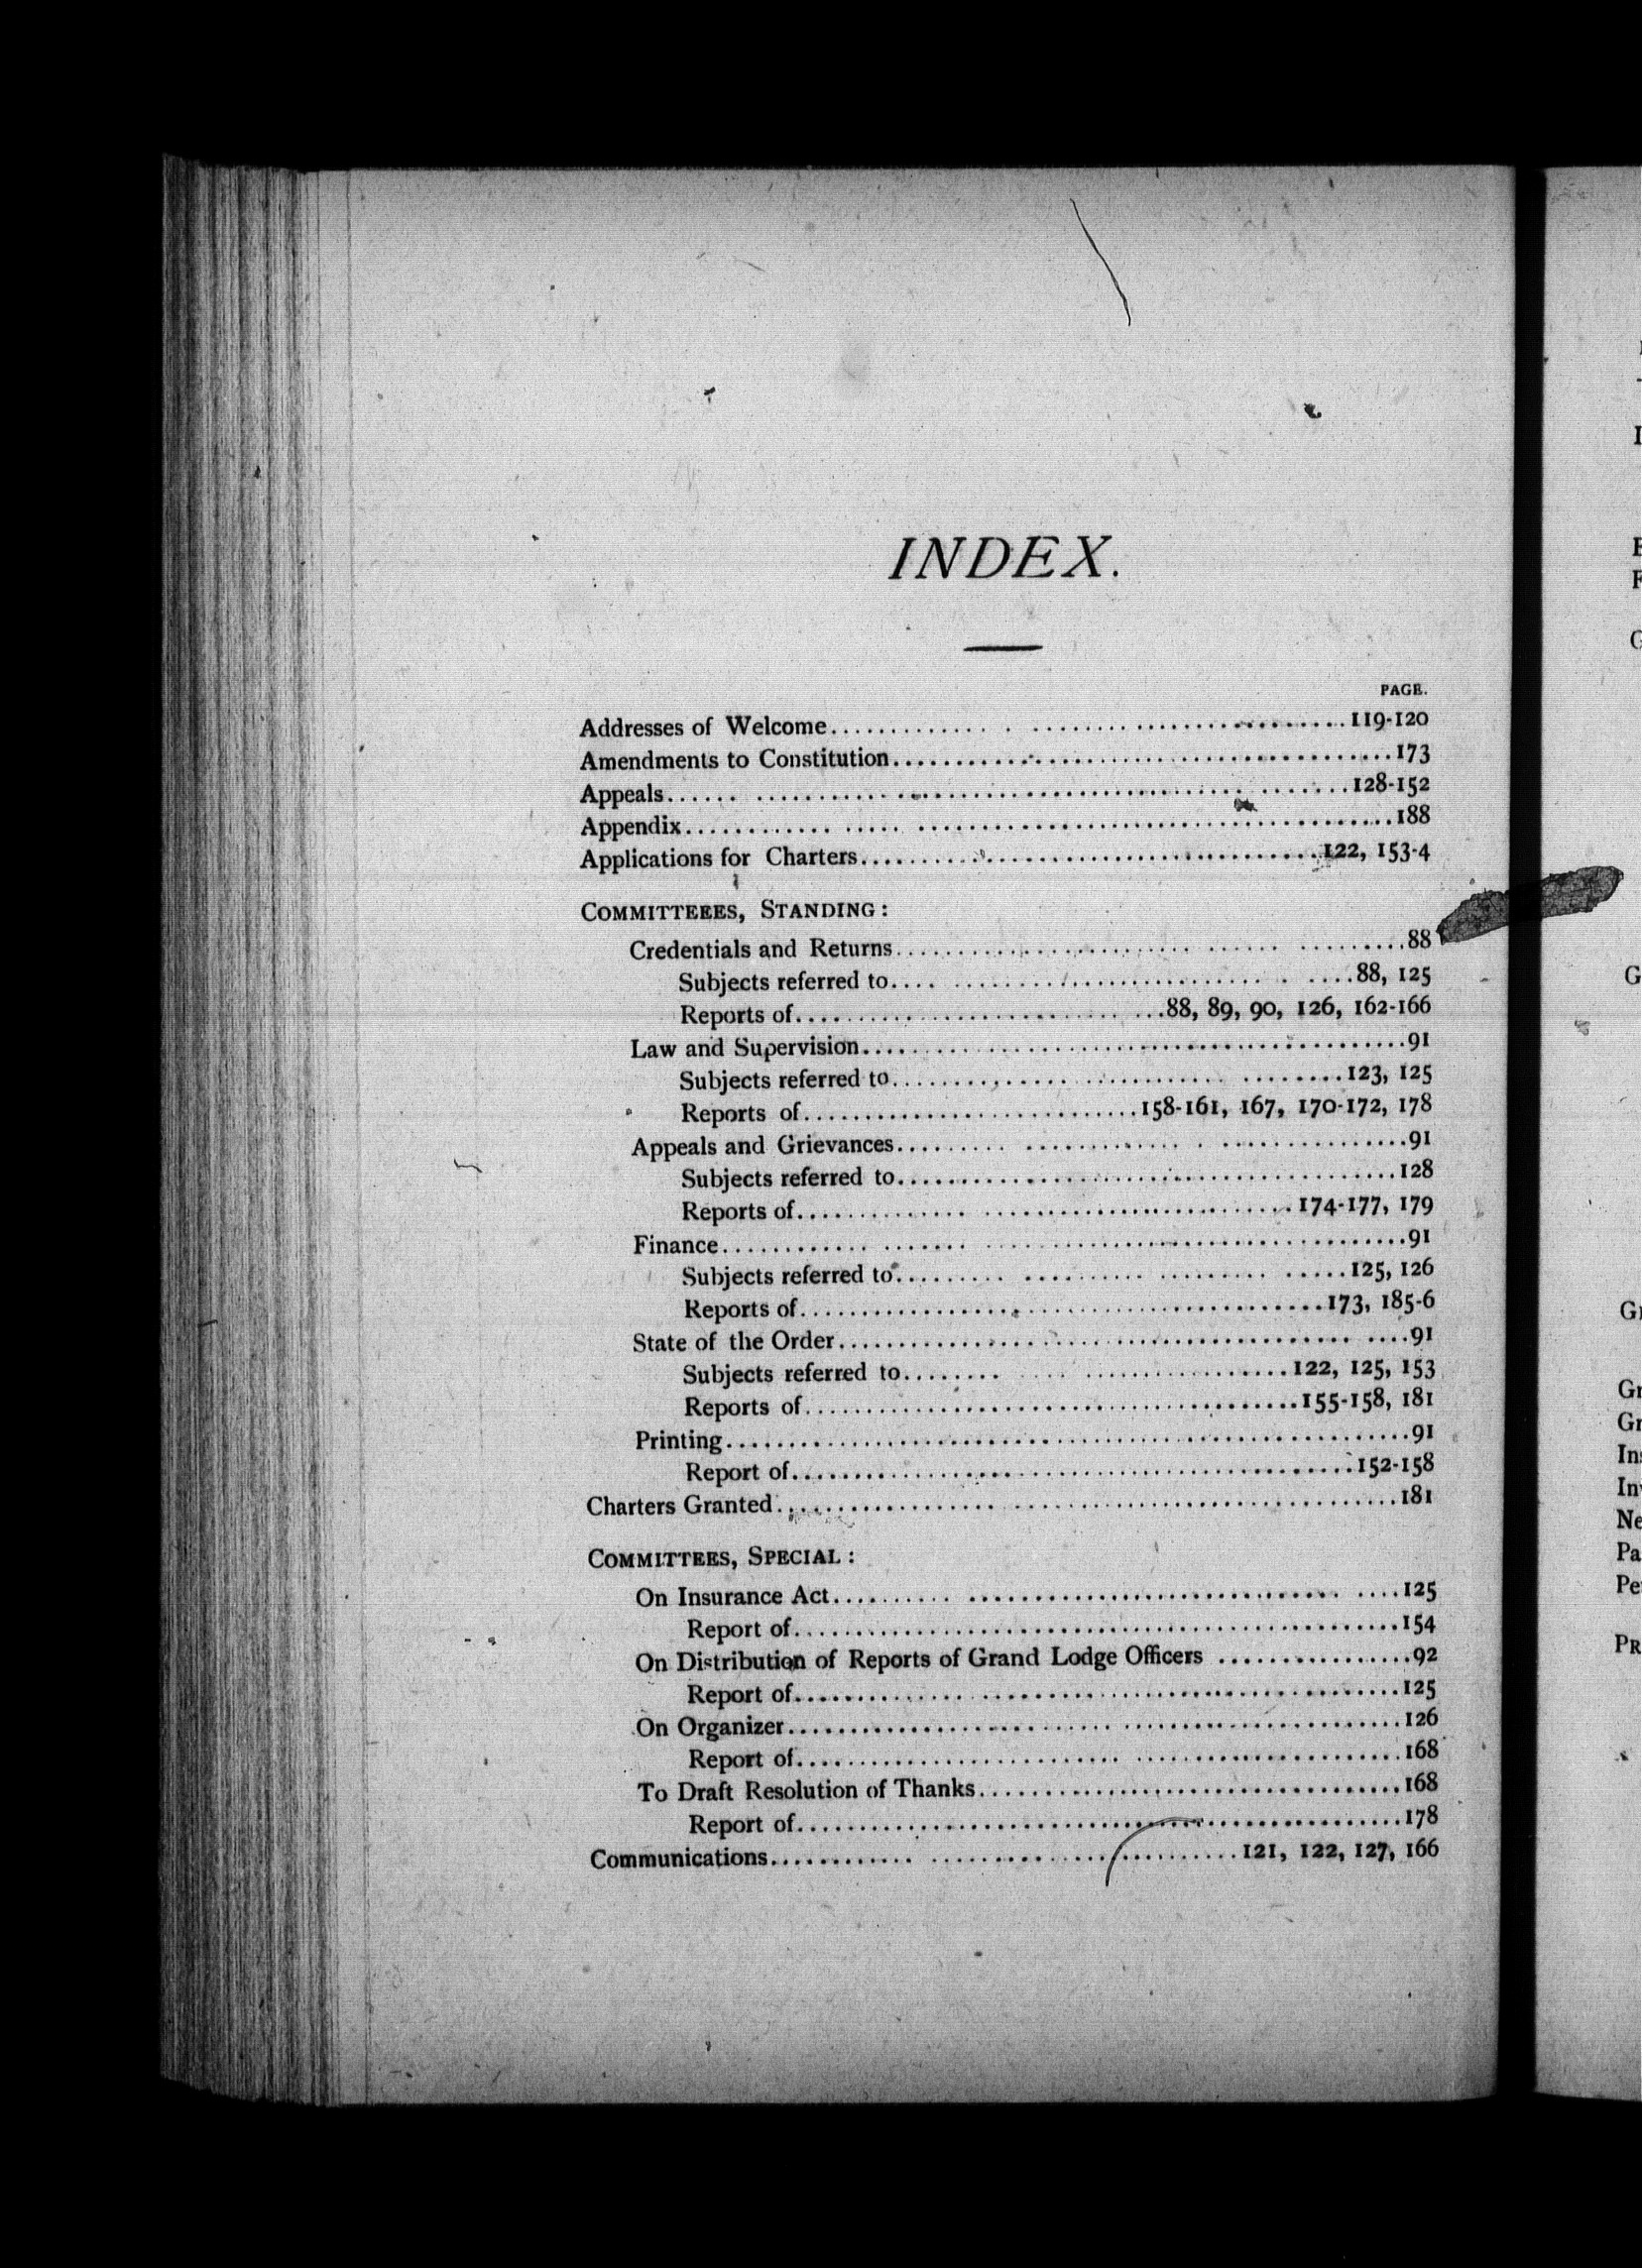 INDEX.
PAGE.
Addresses of Welcome.............. . ..........................119-120
Amendments to Constitution........................................173
Appeals...... ............................................. .......128-152
Appendix............ ..... .......................................188
Applications for Charters.....................................122, 153-4
COMMITTEEES, STANDING:
Credentials and Returns........................ ...... .........88
Subjects referred to.... ......................... . ....88, 125
Reports of.......................... ...88, 89, 90, 126, 162-166
Law and Supervision...........................................91
Subjects referred to............... ........... .........123, 125
Reports of............................158-161, 167, 170-172, 178
Appeals and Grievances......... ............. . ...............91
Subjects referred to........................................128
Reports of.............. .........................174-177, 179
Finance............ ....... ...................................91
Subjects referred to......... .......... ......... .....125, 126
Reports of..........................................173, 185-6
State of the Order......................................... ....91
Subjects referred to........ .... .................122, 125, 153
Reports of........................................155-158, 181
Printing.......................................................91
Report of.............................................152-158
Charters Granted.................. ...............................181
COMMITTEES, SPECIAL:
On Insurance Act.......... .............................. ....125
Report of................................................154
On Distribution of Reports of Grand Lodge Officers ................92
Report of............. ..................................125
On Organizer.......................... ......................126
Report of.......................... .....................168
To Draft Resolution of Thanks..................................168
Report of................................................178
Communications............ .........................121, 122, 127, 166